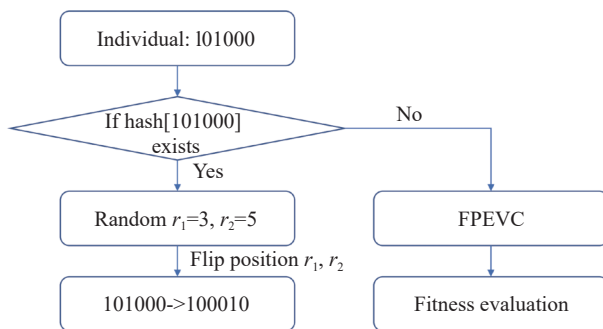 Individual: 101000
If hash[101000]
exists
No
Yes
Random r₁=3, r₂=5
FPEVC
Flip position r₁, r₂
101000->100010
Fitness evaluation